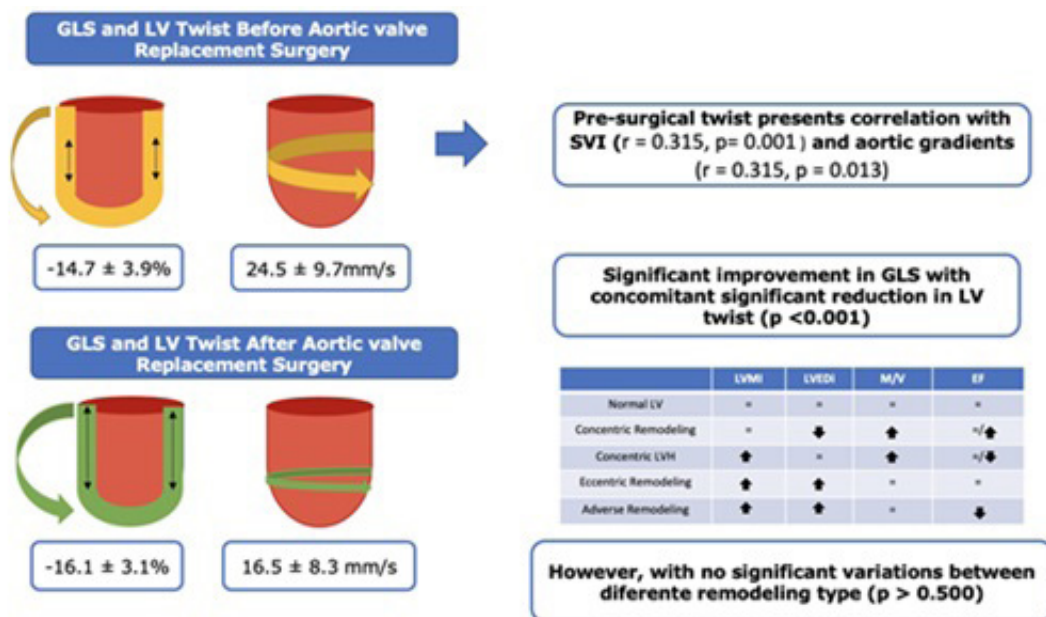 GLS and LV Twist Before Aortic valve
Replacement Surgery
-14.7 ± 3.9%
24.5 ± 9.7mm/s
GLS and LV Twist After Aortic valve
Replacement Surgery
-16.1 ± 3.1%
16.5 ± 8.3 mm/s
Pre-surgical twist presents correlation with
SVI (r = 0.315, p= 0.001 ) and aortic gradients
(r = 0.315, p = 0.013)
Significant improvement in GLS with
concomitant significant reduction in LV
twist (p <0.001)
LVMI LVEDi M/V EF
Normal LV = = = =
Concentric Remodeling = ⬇ ⬆ =/⬆
Concentric LVH ⬆ = ⬆ =/⬇
Eccentric Remodeling ⬆ ⬆ = =
Adverse Remodeling ⬆ ⬆ = ⬇
However, with no significant variations between
diferente remodeling type (p > 0.500)